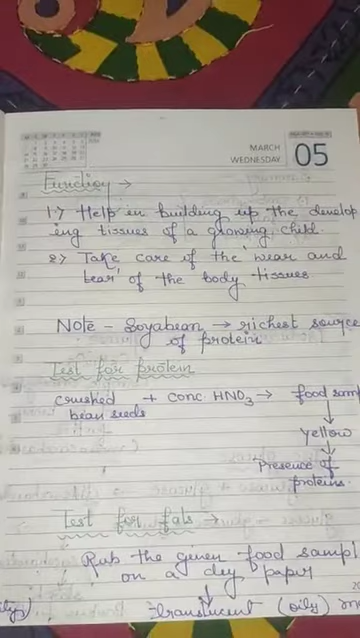 MARCH
WEDNESDAY 05
Function →
1) Help in building up the develop
ing tissues of a growing child.
2) Take care of the 'wear and
tear' of the body tissues
Note - Soyabean → richest source
of protein
Test for protein
crushed + conc. HNO3 → food sam
bean seeds
↓
Yellow
↓
Presence of
proteins.
Test for fats →
Rub the given food sampl
on a dry paper
↓
translucent (oily)